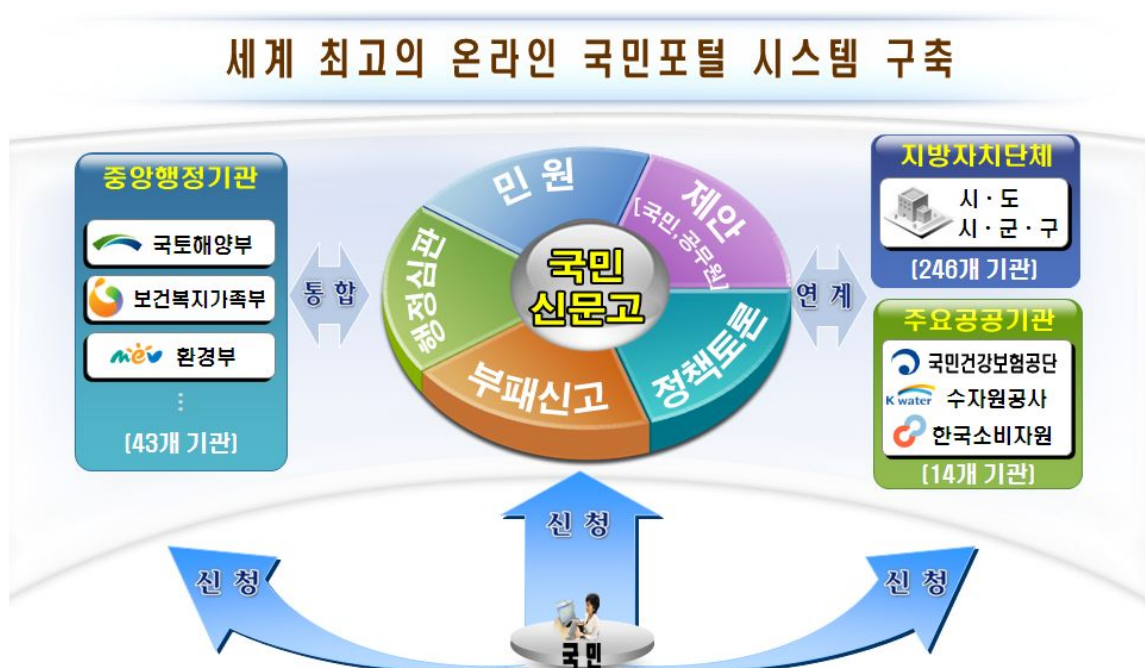 세계 최고의 온라인 국민포털 시스템 구축
중앙행정기관
국토해양부
보건복지가족부
mev 환경부
⋮
(43개 기관)
통합
민원
제안
[국민,공무원]
행정심판
국민
신문고
부패신고
정책토론
연계
지방자치단체
시·도
시·군·구
(246개 기관)
주요공공기관
국민건강보험공단
K water 수자원공사
한국소비자원
(14개 기관)
신청
신청
신청
국민